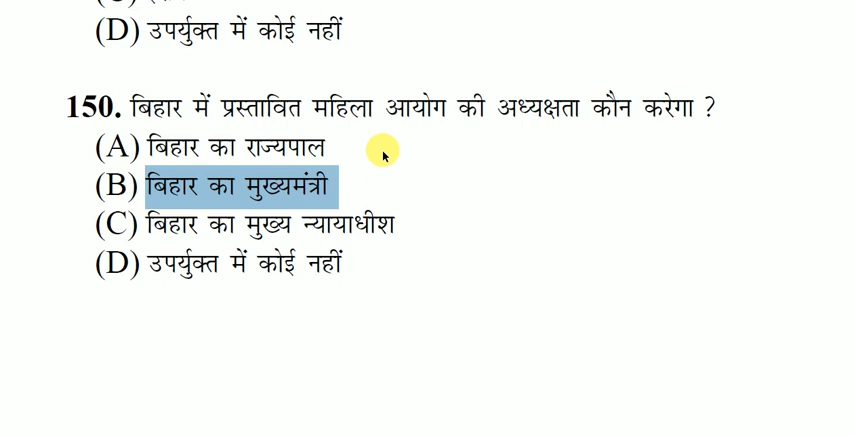 (D) उपर्युक्त में कोई नहीं
150. बिहार में प्रस्तावित महिला आयोग की अध्यक्षता कौन करेगा ?
(A) बिहार का राज्यपाल
(B) बिहार का मुख्यमंत्री
(C) बिहार का मुख्य न्यायाधीश
(D) उपर्युक्त में कोई नहीं